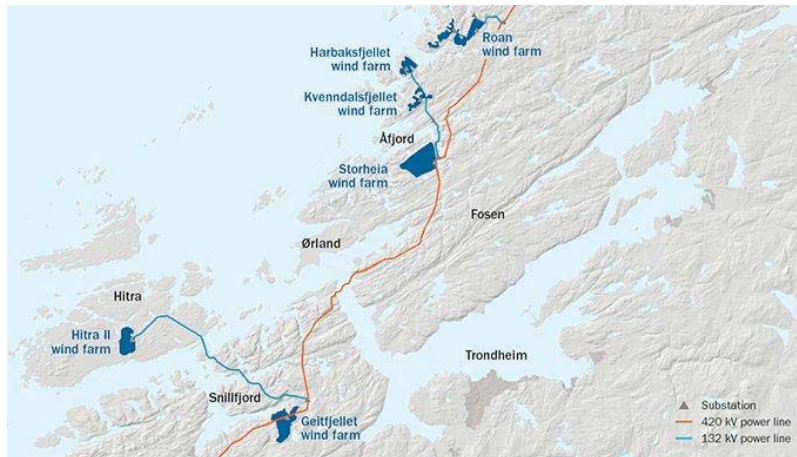 Roan
wind farm
Harbaksfjellet
wind farm
Kvenndalsfjellet
wind farm
Åfjord
Storheia
wind farm
Fosen
Ørland
Hitra
Hitra II
wind farm
Trondheim
Snillfjord
Geitfjellet
wind farm
Substation
420 kV power line
132 kV power line